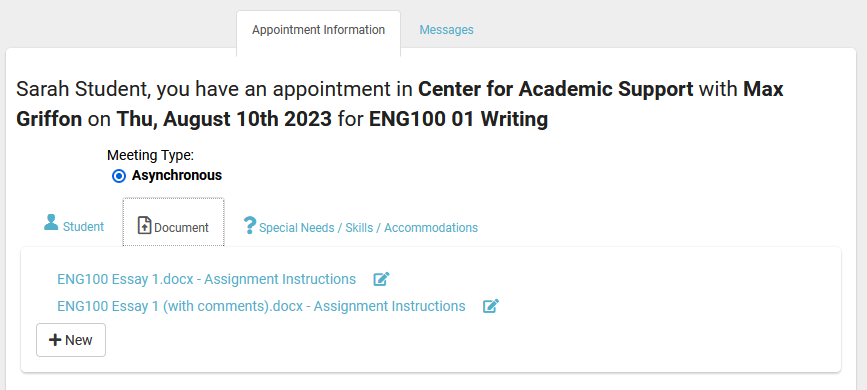 Appointment Information Messages
Sarah Student, you have an appointment in Center for Academic Support with Max
Griffon on Thu, August 10th 2023 for ENG100 01 Writing
Meeting Type:
Asynchronous
Student Document ? Special Needs / Skills / Accommodations
ENG100 Essay 1.docx - Assignment Instructions
ENG100 Essay 1 (with comments).docx - Assignment Instructions
+ New